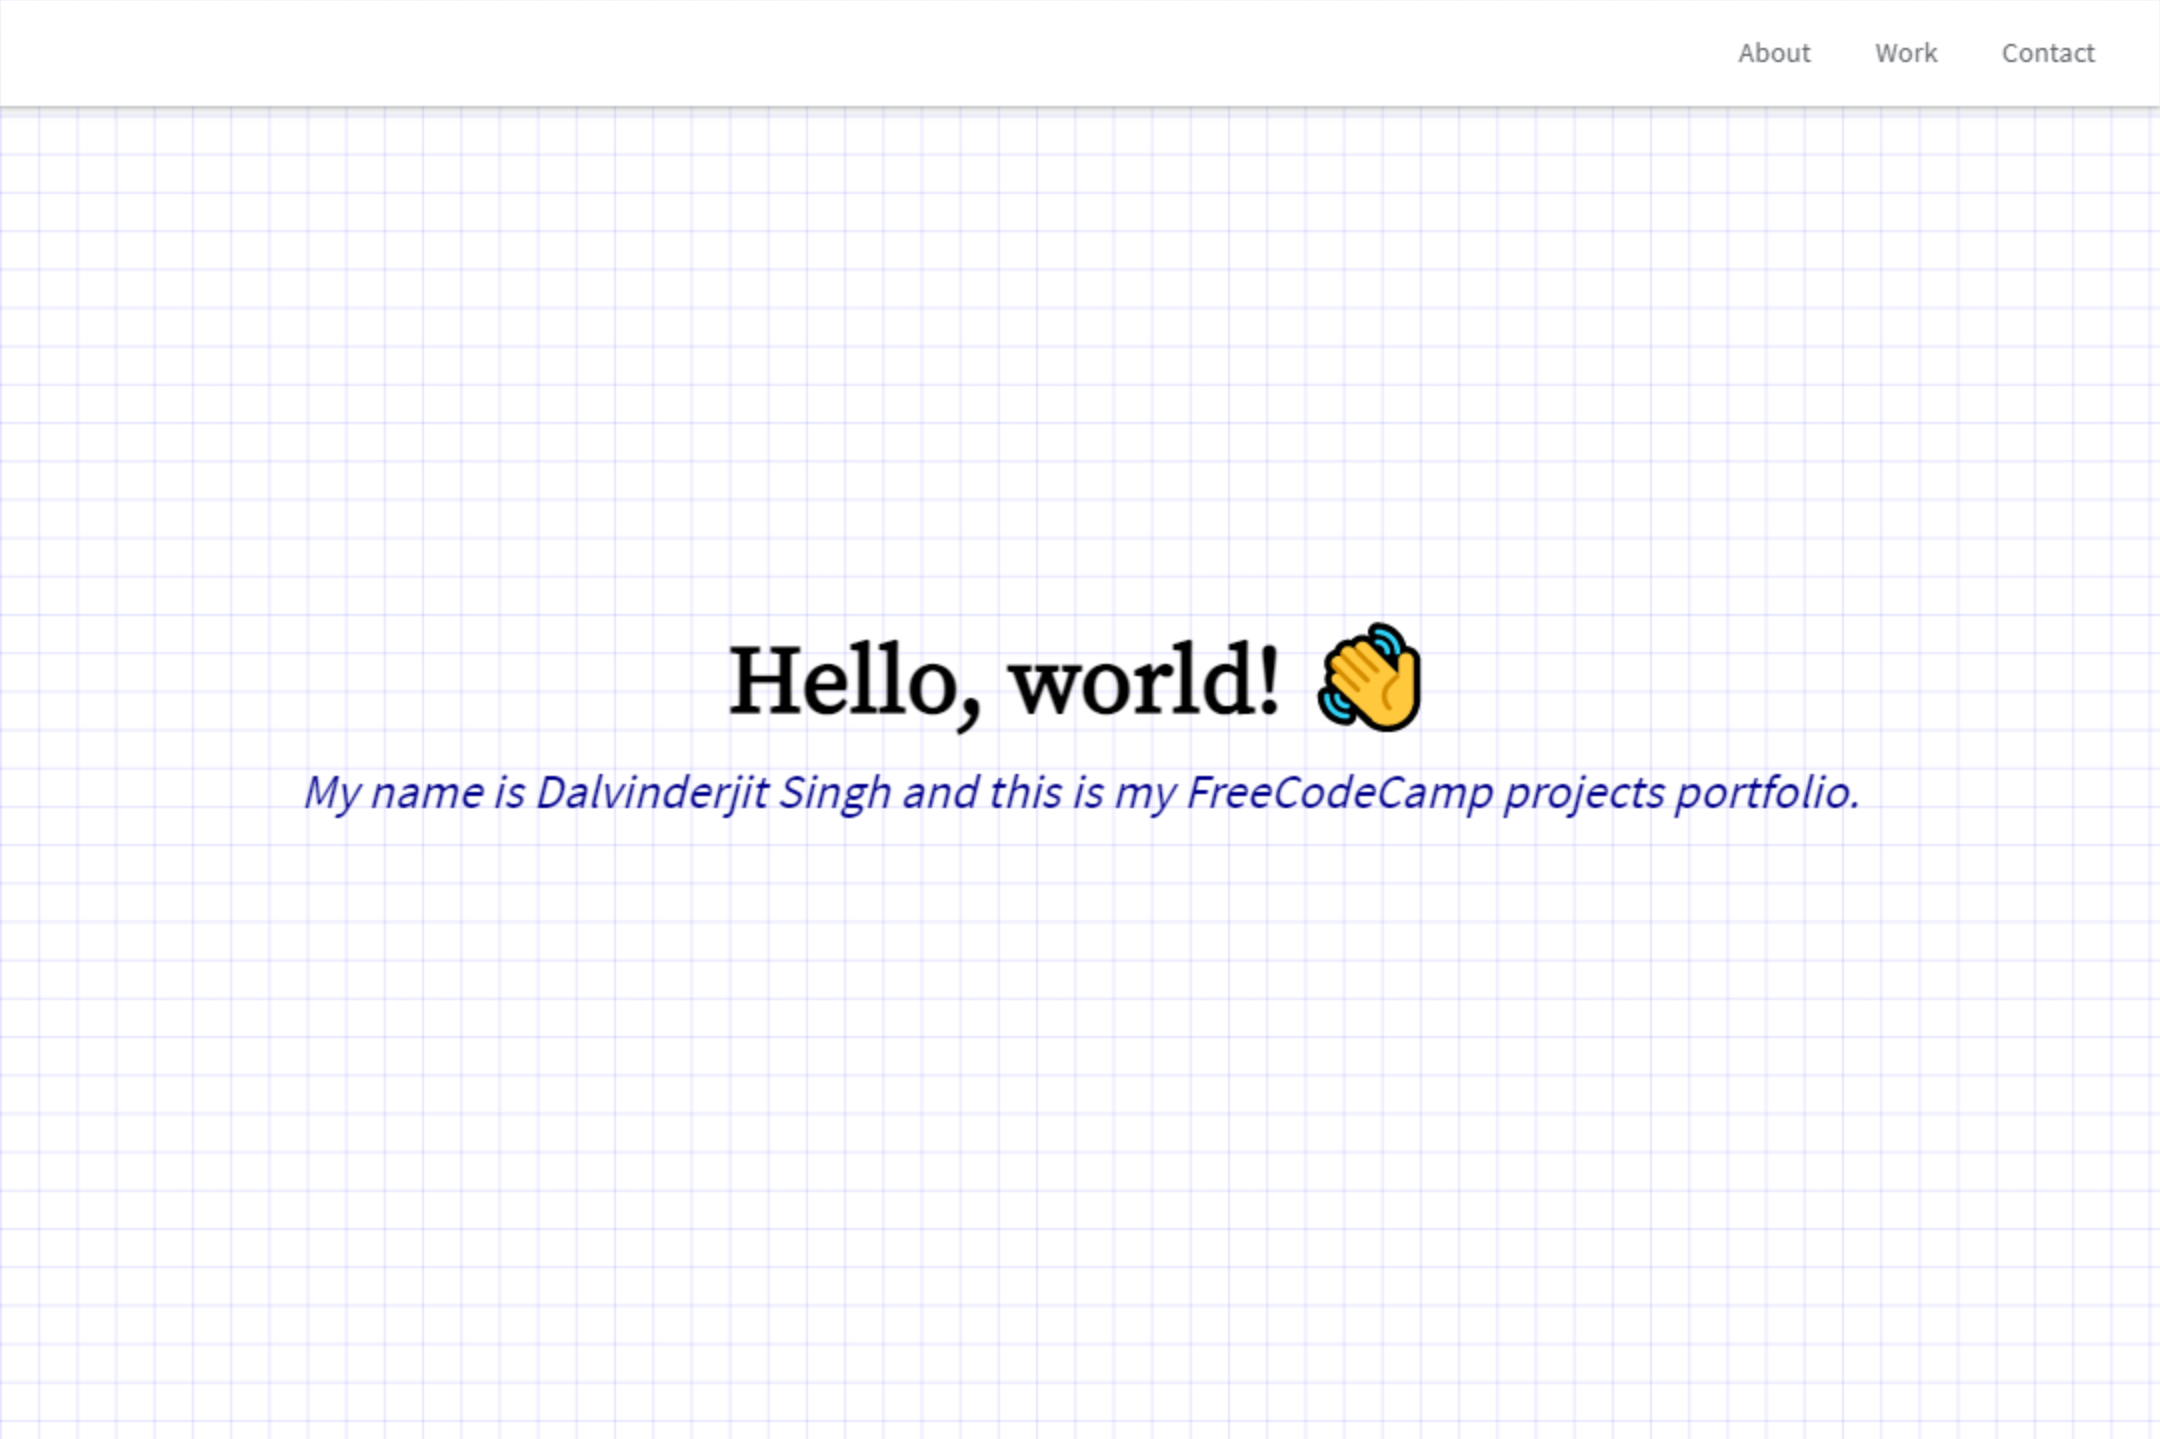 About Work Contact
Hello, world! 👋
My name is Dalvinderjit Singh and this is my FreeCodeCamp projects portfolio.